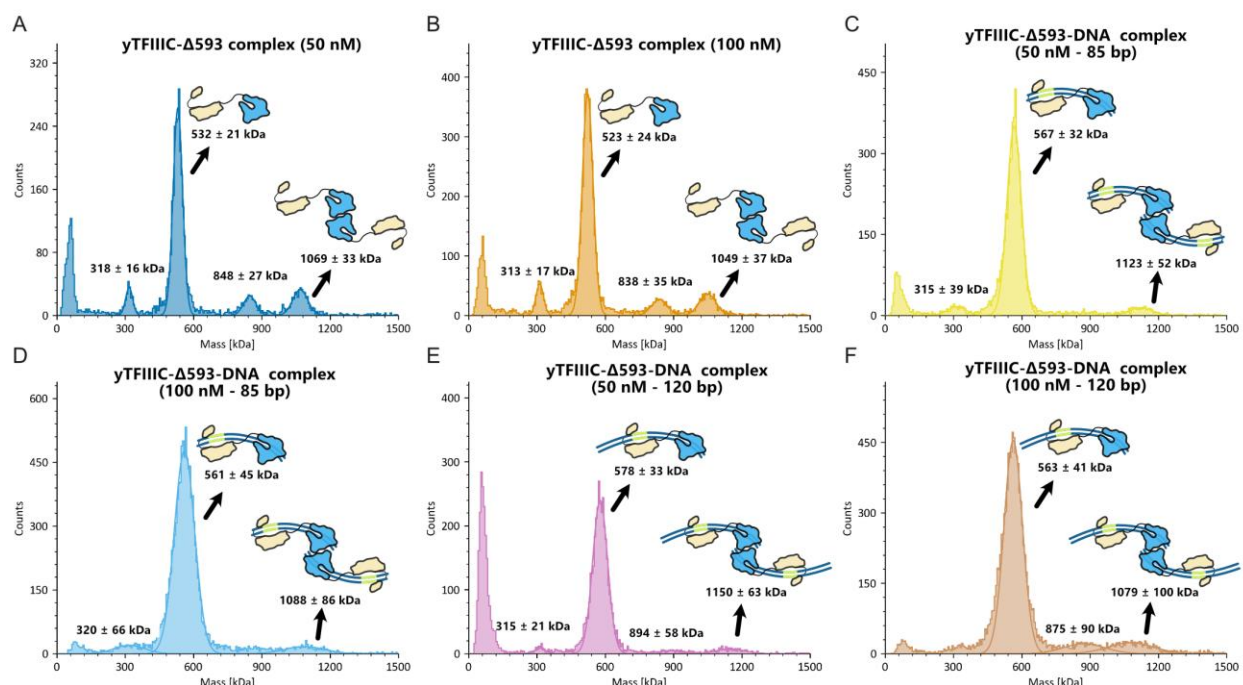 A
yTFIIIC-Δ593 complex (50 nM)
320
240
160
80
0
Counts
318 ± 16 kDa
532 ± 21 kDa
848 ± 27 kDa
1069 ± 33 kDa
0
300
600
900
1200
1500
Mass [kDa]
B
yTFIIIC-Δ593 complex (100 nM)
400
300
200
100
0
Counts
313 ± 17 kDa
523 ± 24 kDa
838 ± 35 kDa
1049 ± 37 kDa
0
300
600
900
1200
1500
Mass [kDa]
C
yTFIIIC-Δ593-DNA complex
(50 nM - 85 bp)
450
300
150
0
Counts
315 ± 39 kDa
567 ± 32 kDa
1123 ± 52 kDa
0
300
600
900
1200
1500
Mass [kDa]
D
yTFIIIC-Δ593-DNA complex
(100 nM - 85 bp)
600
450
300
150
0
Counts
320 ± 66 kDa
561 ± 45 kDa
1088 ± 86 kDa
0
300
600
900
1200
1500
Mass [kDa]
E
yTFIIIC-Δ593-DNA complex
(50 nM - 120 bp)
400
300
200
100
0
Counts
315 ± 21 kDa
578 ± 33 kDa
894 ± 58 kDa
1150 ± 63 kDa
0
300
600
900
1200
1500
Mass [kDa]
F
yTFIIIC-Δ593-DNA complex
(100 nM - 120 bp)
450
300
150
0
Counts
563 ± 41 kDa
875 ± 90 kDa
1079 ± 100 kDa
0
300
600
900
1200
1500
Mass [kDa]